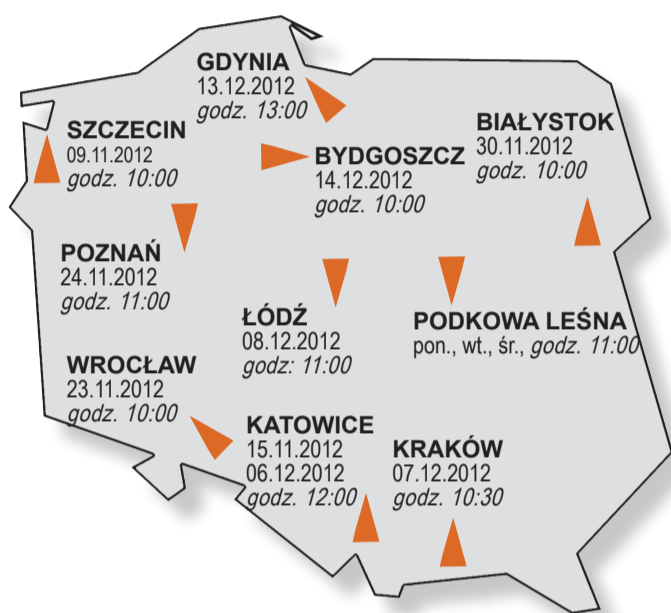 GDYNIA
13.12.2012
godz. 13:00
SZCZECIN
09.11.2012
godz. 10:00
BIAŁYSTOK
30.11.2012
godz. 10:00
BYDGOSZCZ
14.12.2012
godz. 10:00
POZNAŃ
24.11.2012
godz. 11:00
ŁÓDŹ
08.12.2012
godz: 11:00
PODKOWA LEŚNA
pon., wt., śr., godz. 11:00
WROCŁAW
23.11.2012
godz. 10:00
KATOWICE
15.11.2012
06.12.2012
godz. 12:00
KRAKÓW
07.12.2012
godz. 10:30